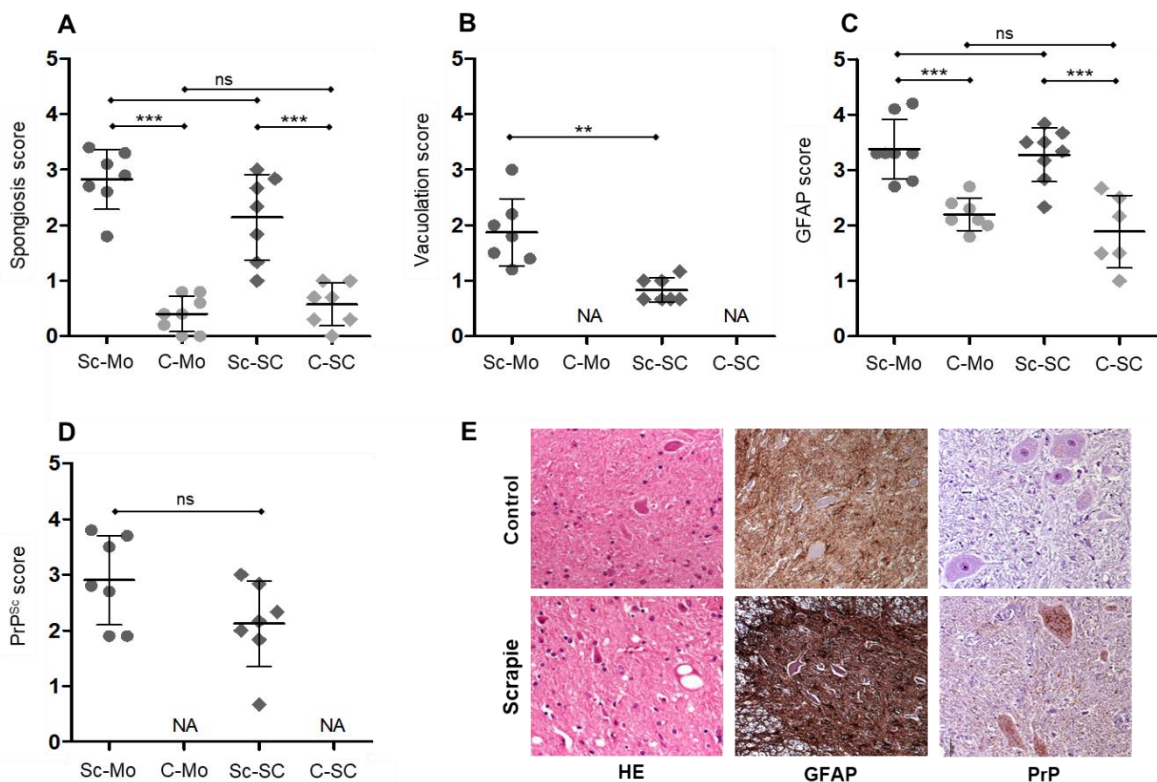 A
Spongiosis score
5
4
3
2
1
0
ns
***
***
Sc-Mo C-Mo Sc-SC C-SC
B
Vacuolation score
5
4
3
2
1
0
**
NA NA
Sc-Mo C-Mo Sc-SC C-SC
C
GFAP score
5
4
3
2
1
0
ns
***
***
Sc-Mo C-Mo Sc-SC C-SC
D
PrPSc score
5
4
3
2
1
0
ns
NA NA
Sc-Mo C-Mo Sc-SC C-SC
E
Control
Scrapie
HE GFAP PrP